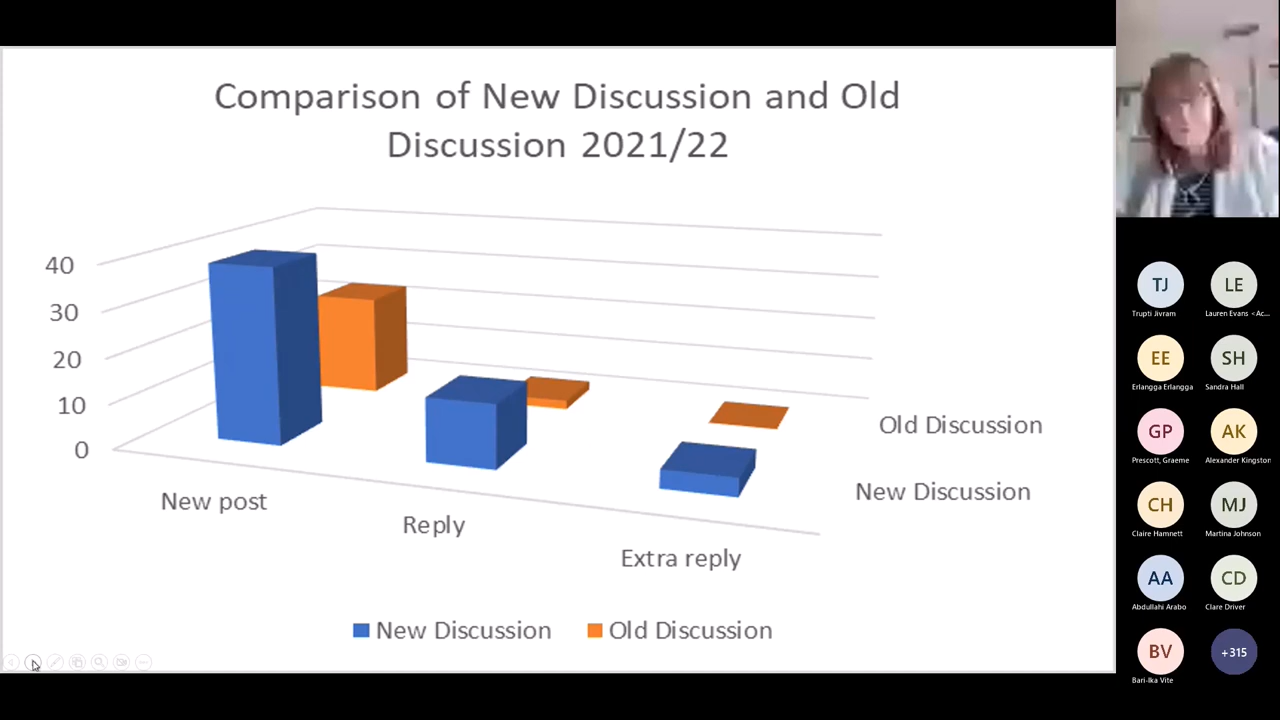 Comparison of New Discussion and Old
Discussion 2021/22
40
30
20
10
0
New post
Reply
Extra reply
Old Discussion
New Discussion
New Discussion
Old Discussion
TJ
LE
Trupti Jivram
Lauren Evans <Ac...
EE
SH
Erlangga Erlangga
Sandra Hall
GP
AK
Prescott, Graeme
Alexander Kingston
CH
MJ
Claire Hamnett
Martina Johnson
AA
CD
Abdullahi Arabo
Clare Driver
BV
+315
Bari-Ika Vite